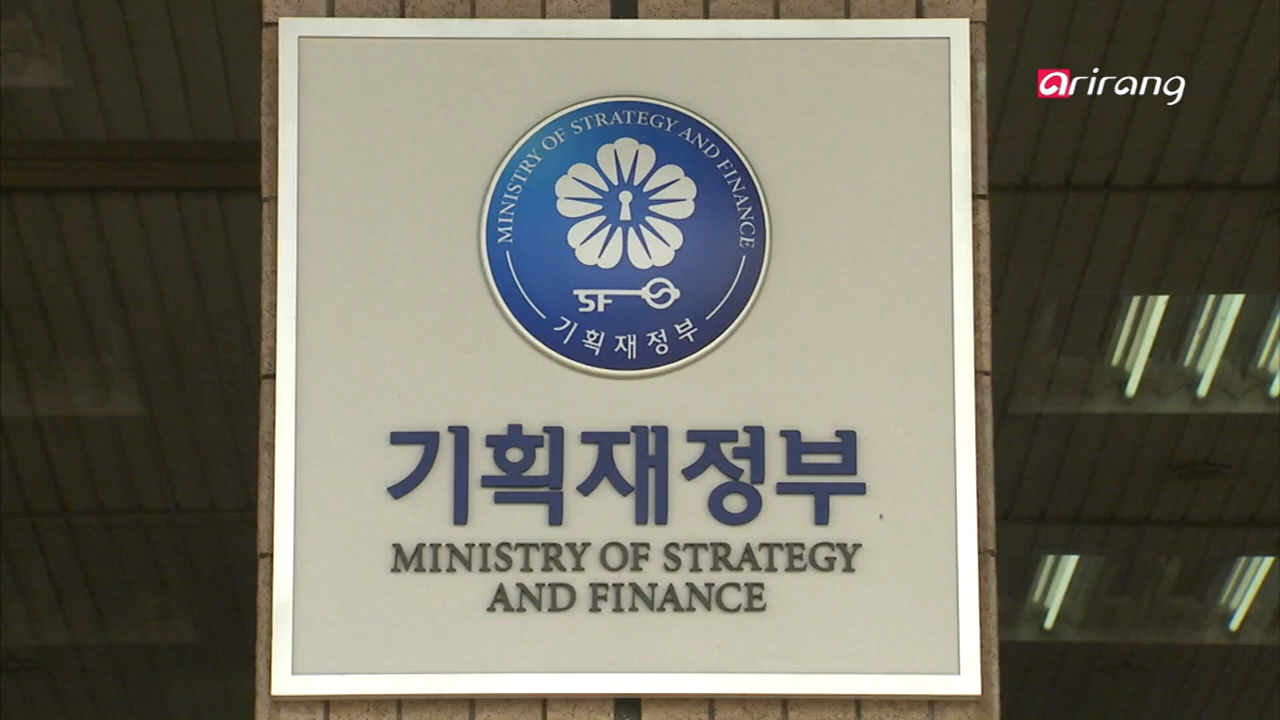 arirang
MINISTRY OF STRATEGY AND FINANCE
SF
기획재정부
기획재정부
MINISTRY OF STRATEGY
AND FINANCE